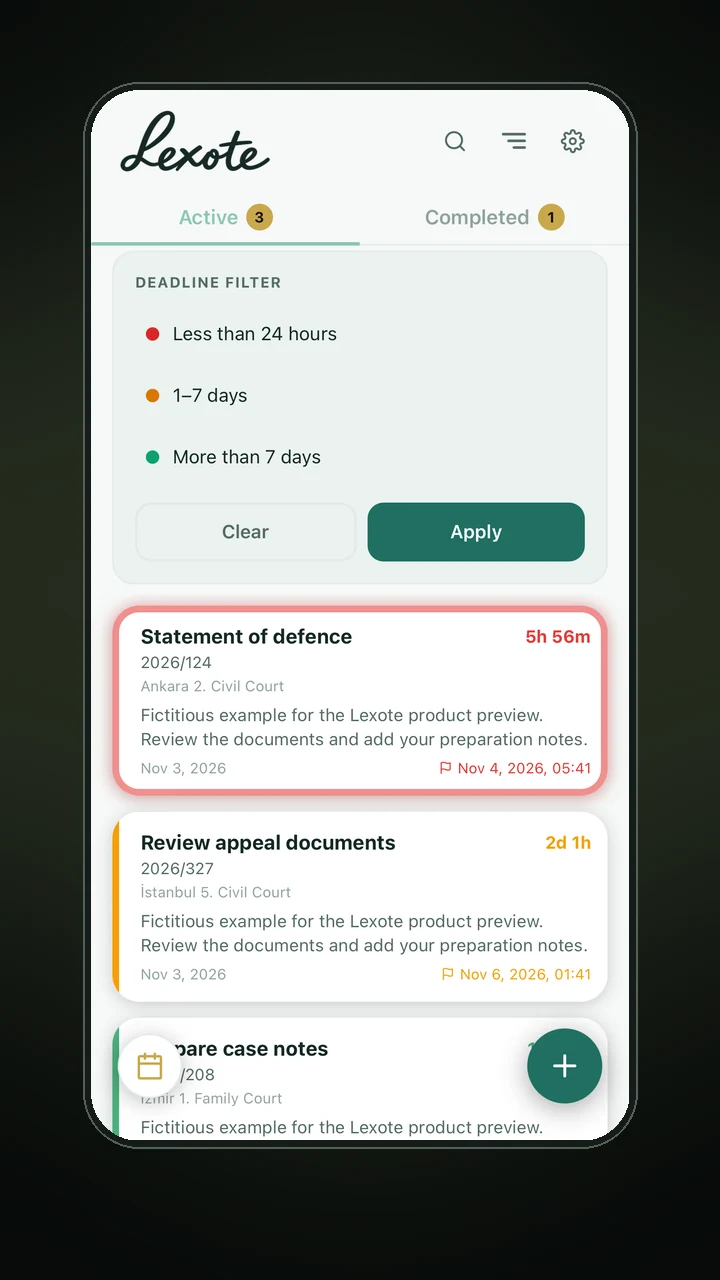 Lexote
Active 3
Completed 1
DEADLINE FILTER
Less than 24 hours
1–7 days
More than 7 days
Clear
Apply
Statement of defence 5h 56m
2026/124
Ankara 2. Civil Court
Fictitious example for the Lexote product preview.
Review the documents and add your preparation notes.
Nov 3, 2026 Nov 4, 2026, 05:41
Review appeal documents 2d 1h
2026/327
İstanbul 5. Civil Court
Fictitious example for the Lexote product preview.
Review the documents and add your preparation notes.
Nov 3, 2026 Nov 6, 2026, 01:41
case notes
/208
1. Family Court
Fictitious example for the Lexote product preview.